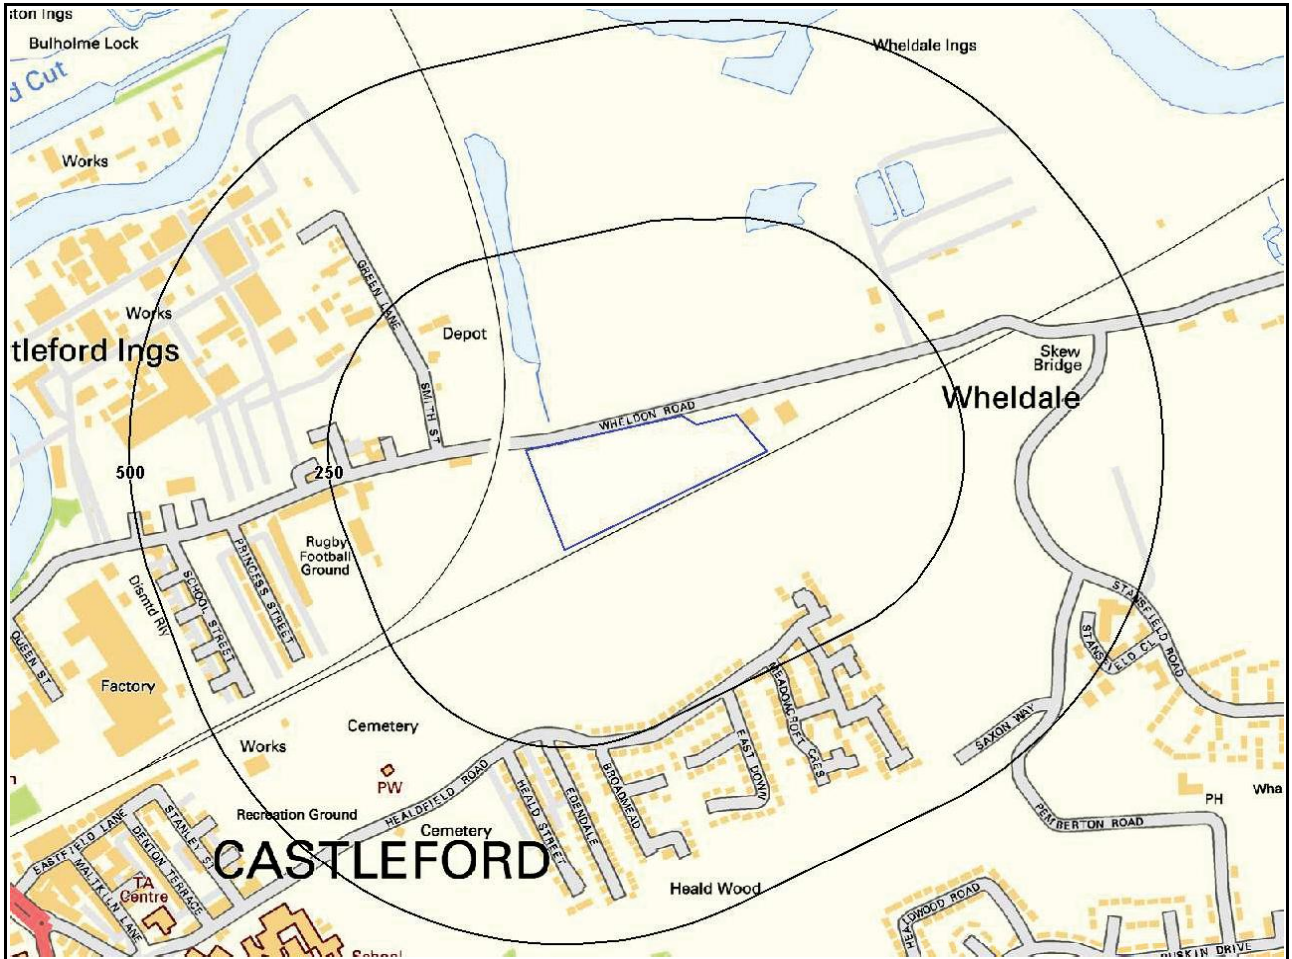 ston Ings
Bulholme Lock
d Cut
Wheldale Ings
Works
GREEN LANE
Works
Depot
tleford Ings
Skew
Bridge
Wheldale
SMITH ST
WHELDON ROAD
500
250
Rugby
Football
Ground
PRINCESS STREET
SCHOOL STREET
Dismtd Rly
QUEEN ST
Factory
STANSFIELD ROAD
STANSFIELD CL
Cemetery
Works
SAXON WAY
MEADOWCROFT CRES
EAST DOWN
PW
HEALDFIELD ROAD
BROADMEAD
EDENDALE
HEALD STREET
Recreation Ground
Cemetery
PH
Wha
PEMBERTON ROAD
CASTLEFORD
EASTFIELD LANE
STANLEY ST
DENTON TERRACE
MALTKILN LANE
TA
Centre
Heald Wood
HEALDWOOD ROAD
School
RUSKIN DRIVE